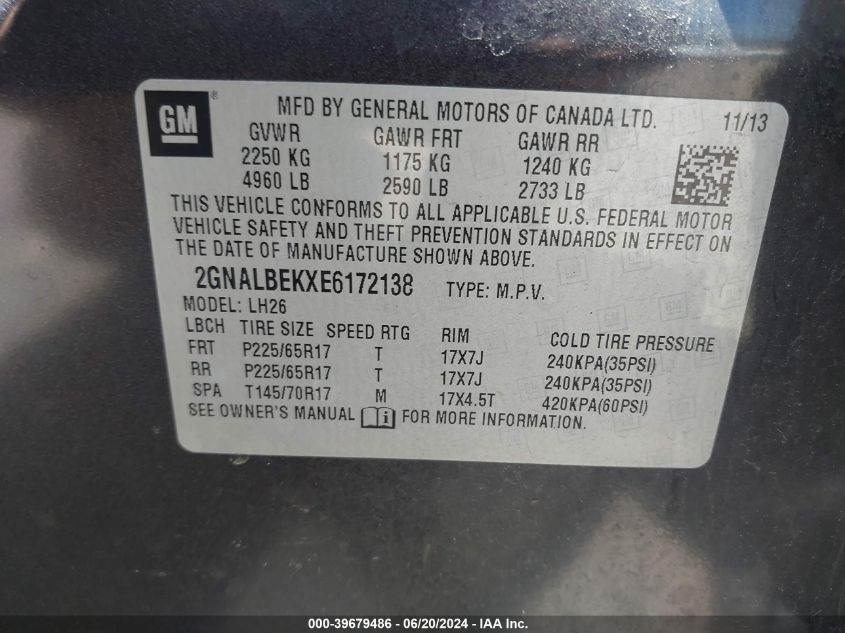 GM®
MFD BY GENERAL MOTORS OF CANADA LTD. 11/13
GVWR GAWR FRT GAWR RR
2250 KG 1175 KG 1240 KG
4960 LB 2590 LB 2733 LB
THIS VEHICLE CONFORMS TO ALL APPLICABLE U.S. FEDERAL MOTOR
VEHICLE SAFETY AND THEFT PREVENTION STANDARDS IN EFFECT ON
THE DATE OF MANUFACTURE SHOWN ABOVE.
2GNALBEKXE6172138 TYPE: M.P.V.
MODEL: LH26
LBCH TIRE SIZE SPEED RTG RIM COLD TIRE PRESSURE
FRT P225/65R17 T 17X7J 240KPA(35PSI)
RR P225/65R17 T 17X7J 240KPA(35PSI)
SPA T145/70R17 M 17X4.5T 420KPA(60PSI)
SEE OWNER'S MANUAL i FOR MORE INFORMATION.
000-39679486 - 06/20/2024 - IAA Inc.